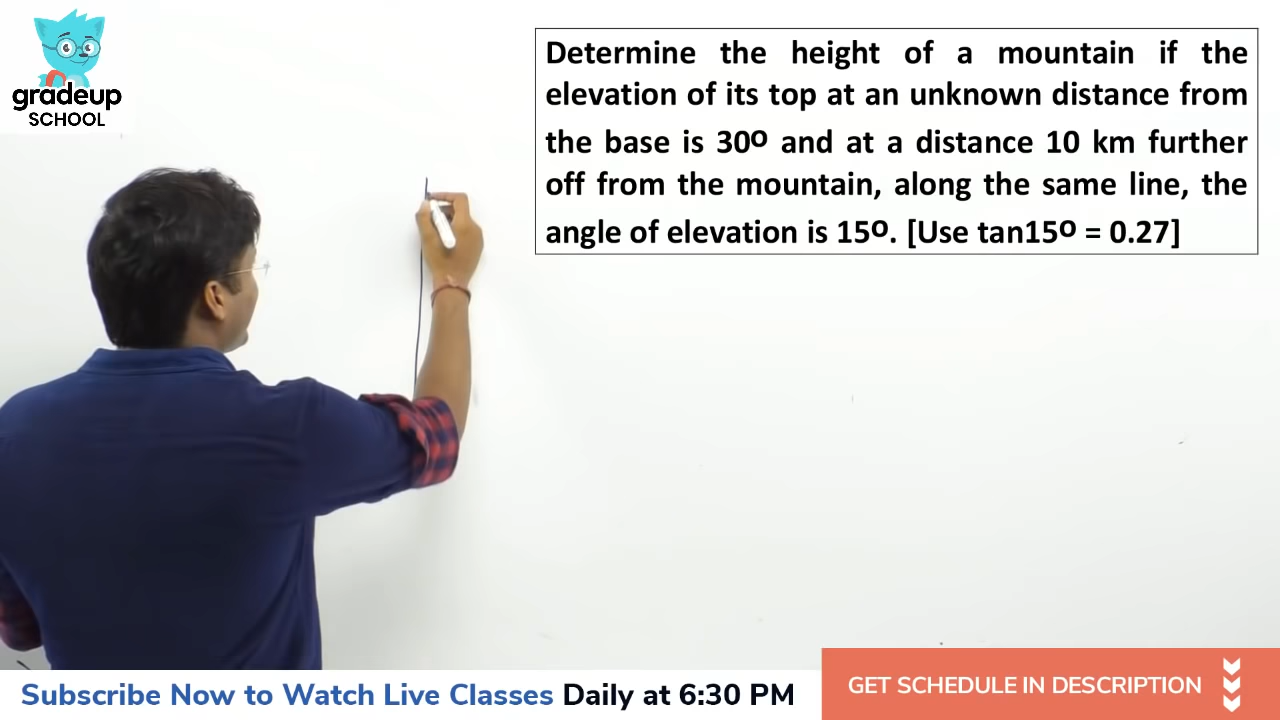 gradeup
SCHOOL
Determine the height of a mountain if the
elevation of its top at an unknown distance from
the base is 30º and at a distance 10 km further
off from the mountain, along the same line, the
angle of elevation is 15º. [Use tan15º = 0.27]
Subscribe Now to Watch Live Classes Daily at 6:30 PM
GET SCHEDULE IN DESCRIPTION